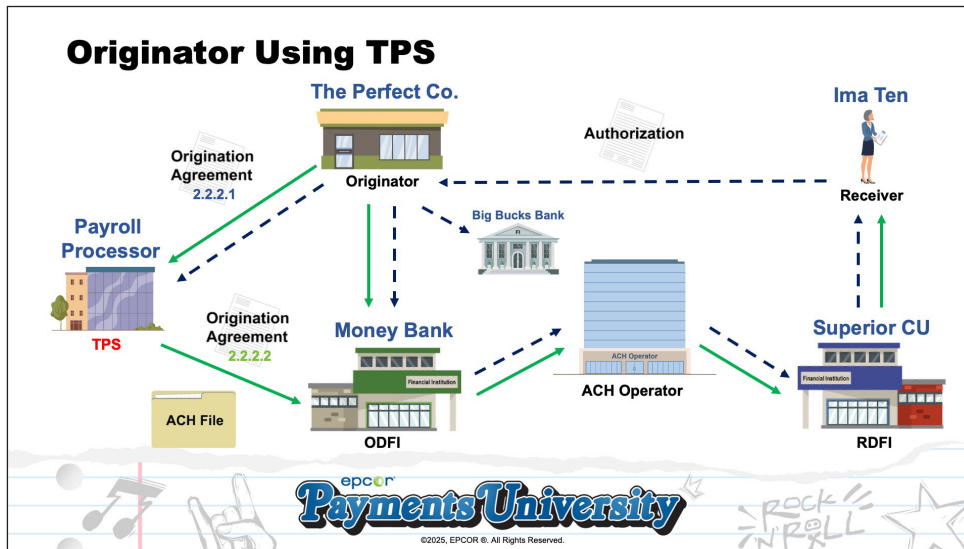 Originator Using TPS
The Perfect Co.
Ima Ten
Authorization
Origination
Agreement
2.2.2.1
Originator
Receiver
Big Bucks Bank
FI
Payroll
Processor
TPS
Origination
Agreement
2.2.2.2
Money Bank
Financial Institution
ODFI
ACH Operator
ACH Operator
Superior CU
Financial Institution
RDFI
ACH File
epcor®
Payments University
ROCK
N' ROLL
©2025, EPCOR ®. All Rights Reserved.